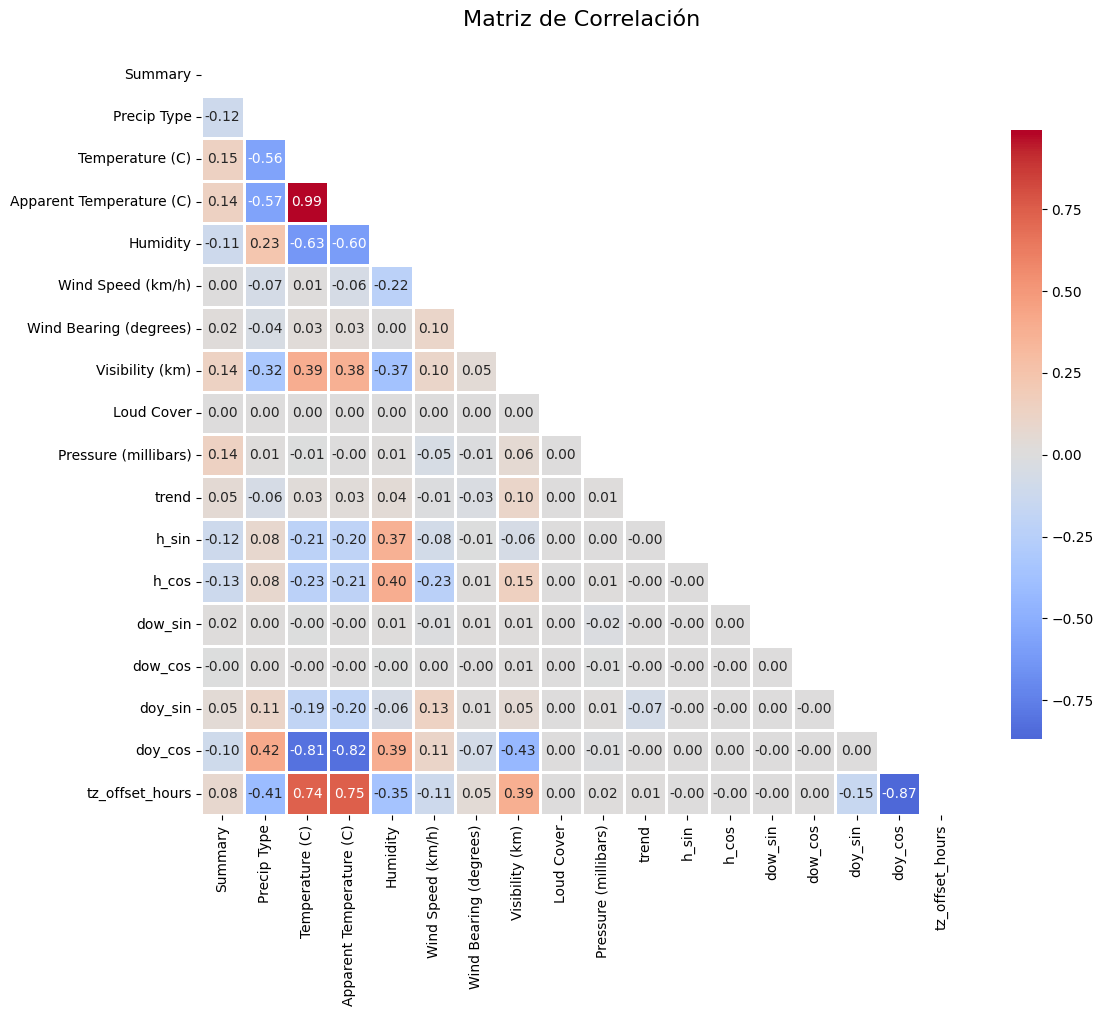 Matriz de Correlación
Summary
Precip Type -0.12
Temperature (C) 0.15 -0.56
Apparent Temperature (C) 0.14 -0.57 0.99
Humidity -0.11 0.23 -0.63 -0.60
Wind Speed (km/h) 0.00 -0.07 0.01 -0.06 -0.22
Wind Bearing (degrees) 0.02 -0.04 0.03 0.03 0.00 0.10
Visibility (km) 0.14 -0.32 0.39 0.38 -0.37 0.10 0.05
Loud Cover 0.00 0.00 0.00 0.00 0.00 0.00 0.00 0.00
Pressure (millibars) 0.14 0.01 -0.01 -0.00 0.01 -0.05 -0.01 0.06 0.00
trend 0.05 -0.06 0.03 0.03 0.04 -0.01 -0.03 0.10 0.00 0.01
h_sin -0.12 0.08 -0.21 -0.20 0.37 -0.08 -0.01 -0.06 0.00 0.00 -0.00
h_cos -0.13 0.08 -0.23 -0.21 0.40 -0.23 0.01 0.15 0.00 0.01 -0.00 -0.00
dow_sin 0.02 0.00 -0.00 -0.00 0.01 -0.01 0.01 0.01 0.00 -0.02 -0.00 -0.00 0.00
dow_cos -0.00 0.00 -0.00 -0.00 -0.00 0.00 -0.00 0.01 0.00 -0.01 -0.00 -0.00 -0.00 0.00
doy_sin 0.05 0.11 -0.19 -0.20 -0.06 0.13 0.01 0.05 0.00 0.01 -0.07 -0.00 -0.00 0.00 -0.00
doy_cos -0.10 0.42 -0.81 -0.82 0.39 0.11 -0.07 -0.43 0.00 -0.01 -0.00 0.00 0.00 -0.00 -0.00 0.00
tz_offset_hours 0.08 -0.41 0.74 0.75 -0.35 -0.11 0.05 0.39 0.00 0.02 0.01 -0.00 -0.00 -0.00 0.00 -0.15 -0.87
Summary
Precip Type
Temperature (C)
Apparent Temperature (C)
Humidity
Wind Speed (km/h)
Wind Bearing (degrees)
Visibility (km)
Loud Cover
Pressure (millibars)
trend
h_sin
h_cos
dow_sin
dow_cos
doy_sin
doy_cos
tz_offset_hours
0.75
0.50
0.25
0.00
−0.25
−0.50
−0.75